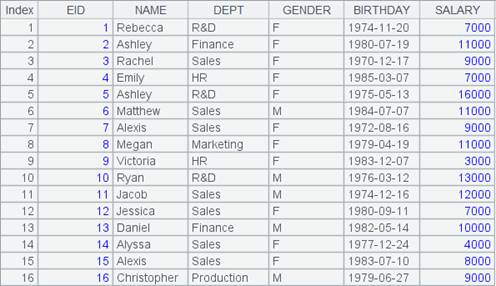 Index EID NAME DEPT GENDER BIRTHDAY SALARY
1 1 Rebecca R&D F 1974-11-20 7000
2 2 Ashley Finance F 1980-07-19 11000
3 3 Rachel Sales F 1970-12-17 9000
4 4 Emily HR F 1985-03-07 7000
5 5 Ashley R&D F 1975-05-13 16000
6 6 Matthew Sales M 1984-07-07 11000
7 7 Alexis Sales F 1972-08-16 9000
8 8 Megan Marketing F 1979-04-19 11000
9 9 Victoria HR F 1983-12-07 3000
10 10 Ryan R&D M 1976-03-12 13000
11 11 Jacob Sales M 1974-12-16 12000
12 12 Jessica Sales F 1980-09-11 7000
13 13 Daniel Finance M 1982-05-14 10000
14 14 Alyssa Sales F 1977-12-24 4000
15 15 Alexis Sales F 1983-07-10 8000
16 16 Christopher Production M 1979-06-27 9000